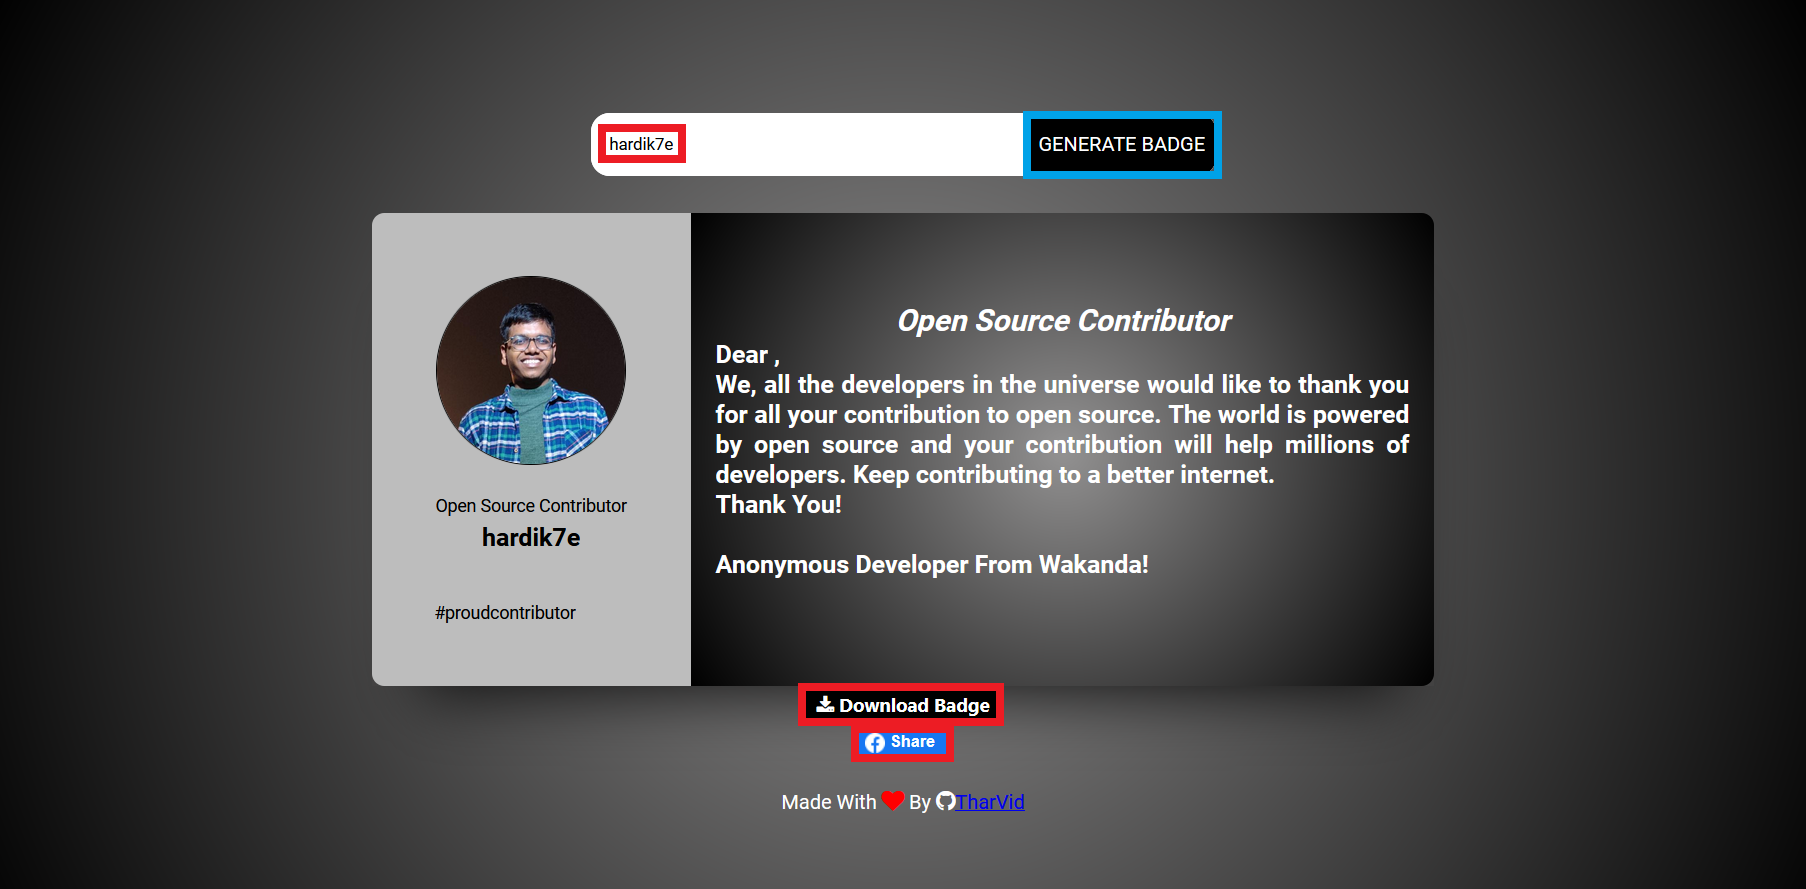 hardik7e
GENERATE BADGE
Open Source Contributor
hardik7e
#proudcontributor
Open Source Contributor
Dear ,
We, all the developers in the universe would like to thank you
for all your contribution to open source. The world is powered
by open source and your contribution will help millions of
developers. Keep contributing to a better internet.
Thank You!
Anonymous Developer From Wakanda!
Download Badge
Share
Made With By TharVid